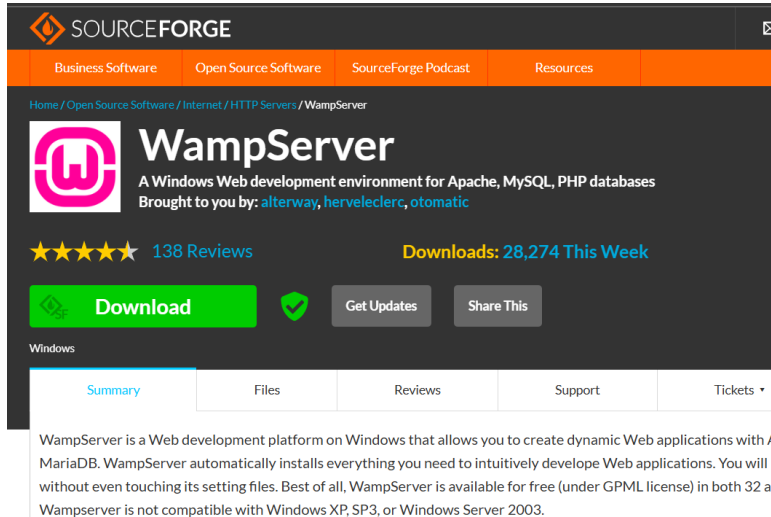 SOURCEFORGE
Business Software Open Source Software SourceForge Podcast Resources
Home / Open Source Software / Internet / HTTP Servers / WampServer
WampServer
A Windows Web development environment for Apache, MySQL, PHP databases
Brought to you by: alterway, herveleclerc, otomatic
138 Reviews Downloads: 28,274 This Week
SF Download Get Updates Share This
Windows
Summary Files Reviews Support Tickets
WampServer is a Web development platform on Windows that allows you to create dynamic Web applications with A
MariaDB. WampServer automatically installs everything you need to intuitively develope Web applications. You will
without even touching its setting files. Best of all, WampServer is available for free (under GPML license) in both 32 a
Wampserver is not compatible with Windows XP, SP3, or Windows Server 2003.